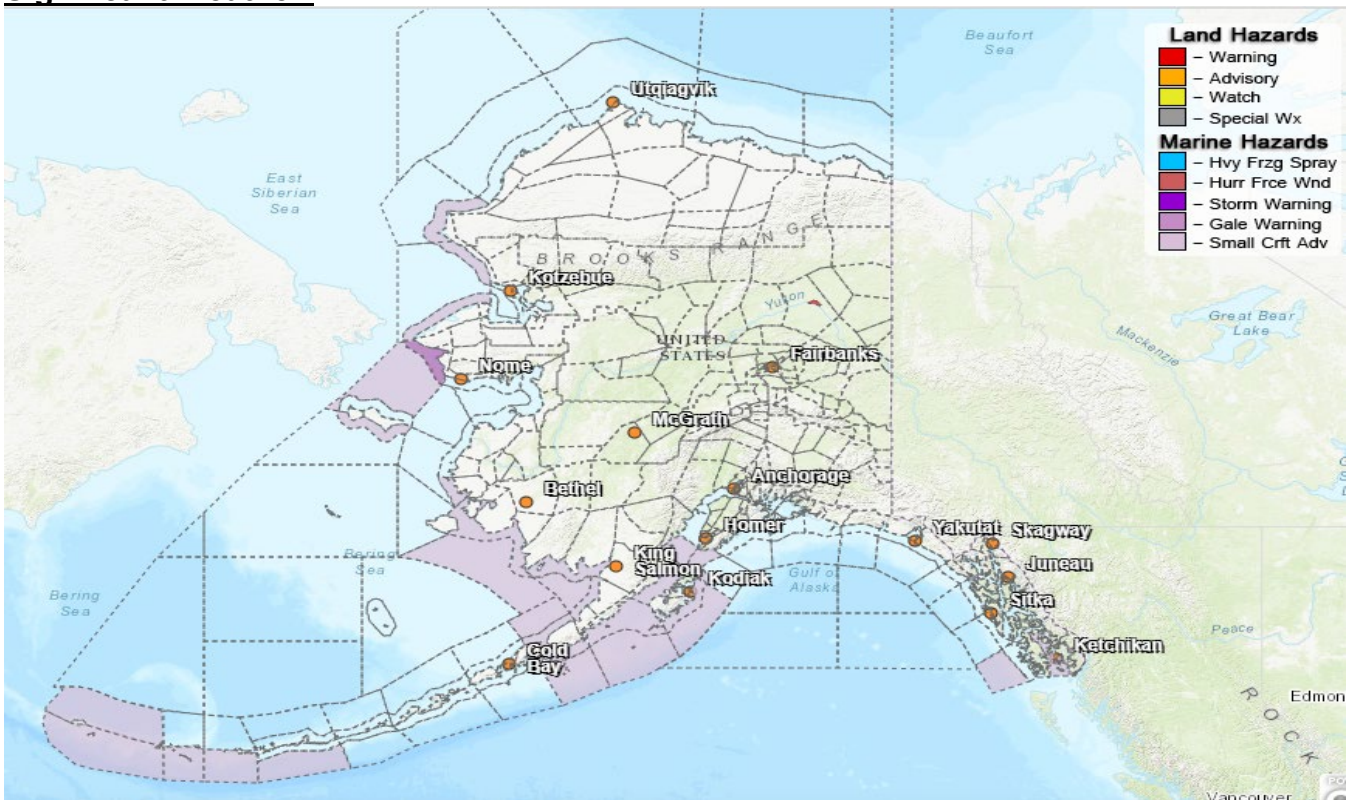 Land Hazards
– Warning
– Advisory
– Watch
– Special Wx
Marine Hazards
– Hvy Frzg Spray
– Hurr Frce Wnd
– Storm Warning
– Gale Warning
– Small Crft Adv
Beaufort
Sea
Utqiagvik
East
Siberian
Sea
BROOKS RANGE
Kotzebue
Yukon
Great Bear
Lake
Mackenzie
UNITED
STATES
Fairbanks
Nome
McGrath
Anchorage
Bethel
Homer
Yakutat
Skagway
King
Salmon
Bering
Sea
Kodiak
Gulf of
Alaska
Juneau
Bering
Sea
Sitka
Peace
Ketchikan
Cold
Bay
ROCK
Edmon
Vancouver